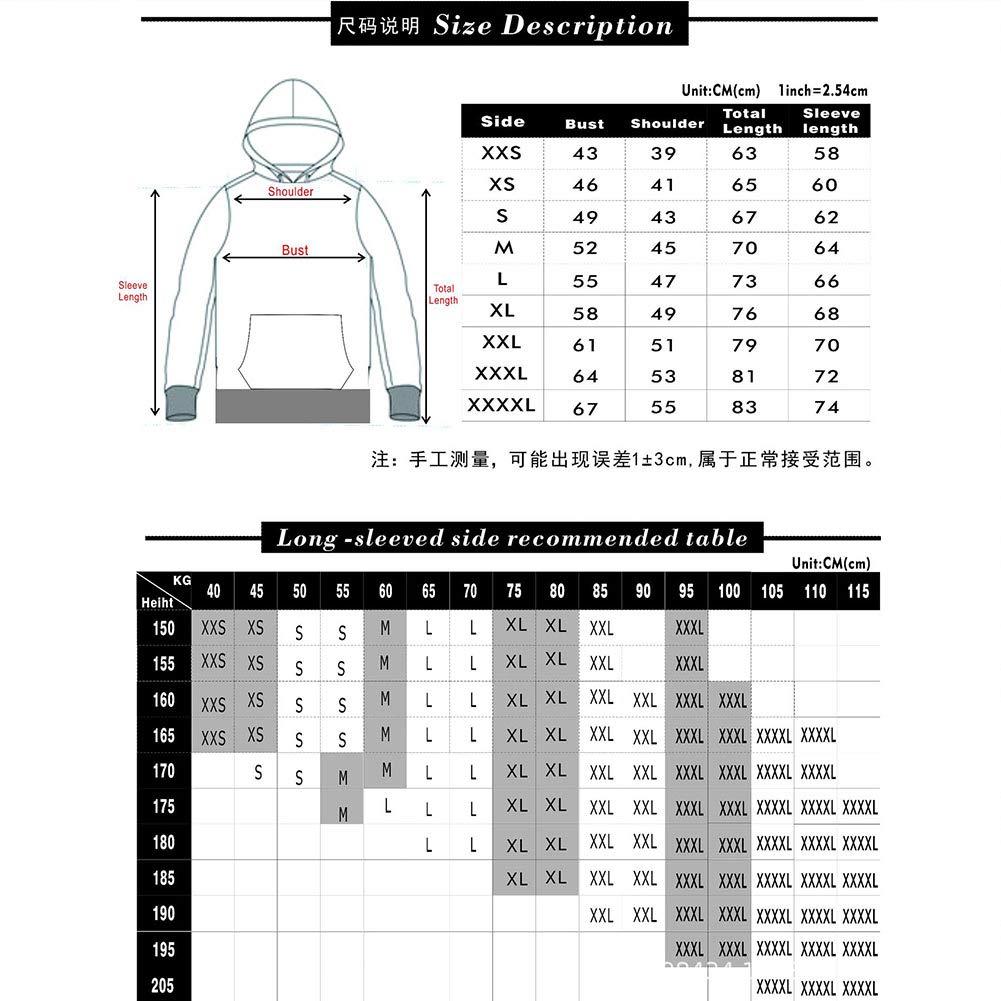 尺码说明 Size Description
Unit:CM(cm) 1inch=2.54cm
Side Bust Shoulder Total Length Sleeve length
XXS 43 39 63 58
XS 46 41 65 60
S 49 43 67 62
M 52 45 70 64
L 55 47 73 66
XL 58 49 76 68
XXL 61 51 79 70
XXXL 64 53 81 72
XXXXL 67 55 83 74
Shoulder
Bust
Sleeve
Length
Total
Length
注：手工测量，可能出现误差1±3cm,属于正常接受范围。
Long -sleeved side recommended table
Unit:CM(cm)
KG
Heiht 40 45 50 55 60 65 70 75 80 85 90 95 100 105 110 115
150 XXS XS S S M L L XL XL XXL XXXL
155 XXS XS S S M L L XL XL XXL XXXL
160 XXS XS S S M L L XL XL XXL XXL XXXL XXXL
165 XXS XS S S M L L XL XL XXL XXL XXXL XXXL XXXXL XXXXL
170 S S M M L L XL XL XXL XXL XXXL XXXL XXXXL XXXXL
175 M L L L XL XL XXL XXL XXXL XXXL XXXXL XXXXL XXXXL
180 L L XL XL XXL XXL XXXL XXXL XXXXL XXXXL XXXXL
185 XL XL XXL XXL XXXL XXXL XXXXL XXXXL XXXXL
190 XXL XXL XXXL XXXL XXXXL XXXXL XXXXL
195 XXXL XXXL XXXXL XXXXL XXXXL
205 XXXXL XXXXL XXXXL